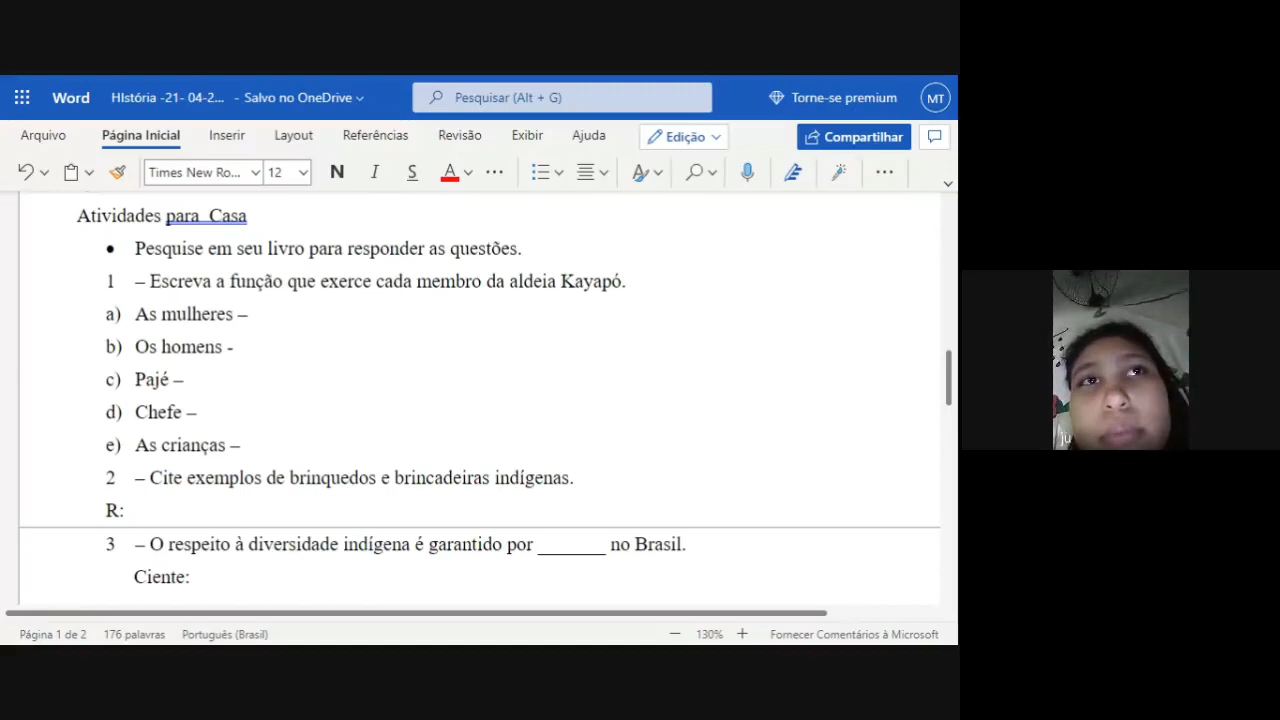 Word HIstória -21- 04-2... - Salvo no OneDrive Pesquisar (Alt + G) Torne-se premium MT
Arquivo Página Inicial Inserir Layout Referências Revisão Exibir Ajuda Edição Compartilhar
Times New Ro... 12 N I S A
Atividades para Casa
• Pesquise em seu livro para responder as questões.
1 – Escreva a função que exerce cada membro da aldeia Kayapó.
a) As mulheres –
b) Os homens -
c) Pajé –
d) Chefe –
e) As crianças –
2 – Cite exemplos de brinquedos e brincadeiras indígenas.
R:
3 – O respeito à diversidade indígena é garantido por _______ no Brasil.
Ciente:
ju
Página 1 de 2 176 palavras Português (Brasil) 130% Fornecer Comentários à Microsoft